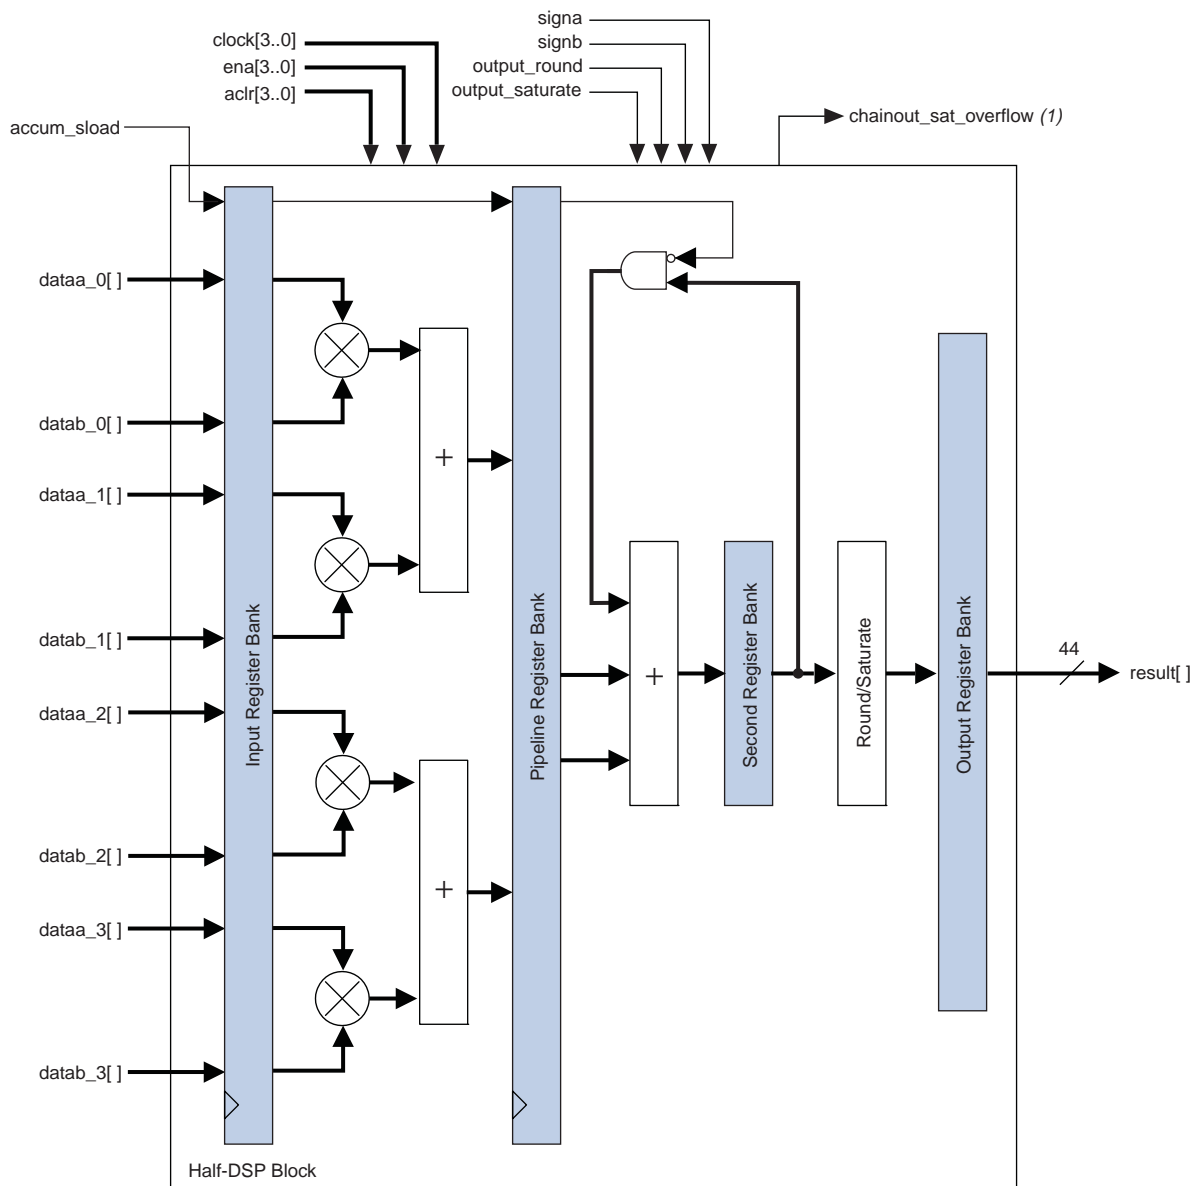 signa
signb
output_round
output_saturate
clock[3..0]
ena[3..0]
aclr[3..0]
accum_sload
chainout_sat_overflow (1)
dataa_0[ ]
datab_0[ ]
dataa_1[ ]
datab_1[ ]
dataa_2[ ]
datab_2[ ]
dataa_3[ ]
datab_3[ ]
Input Register Bank
+
+
Pipeline Register Bank
+
Second Register Bank
Round/Saturate
Output Register Bank
44
result[ ]
Half-DSP Block